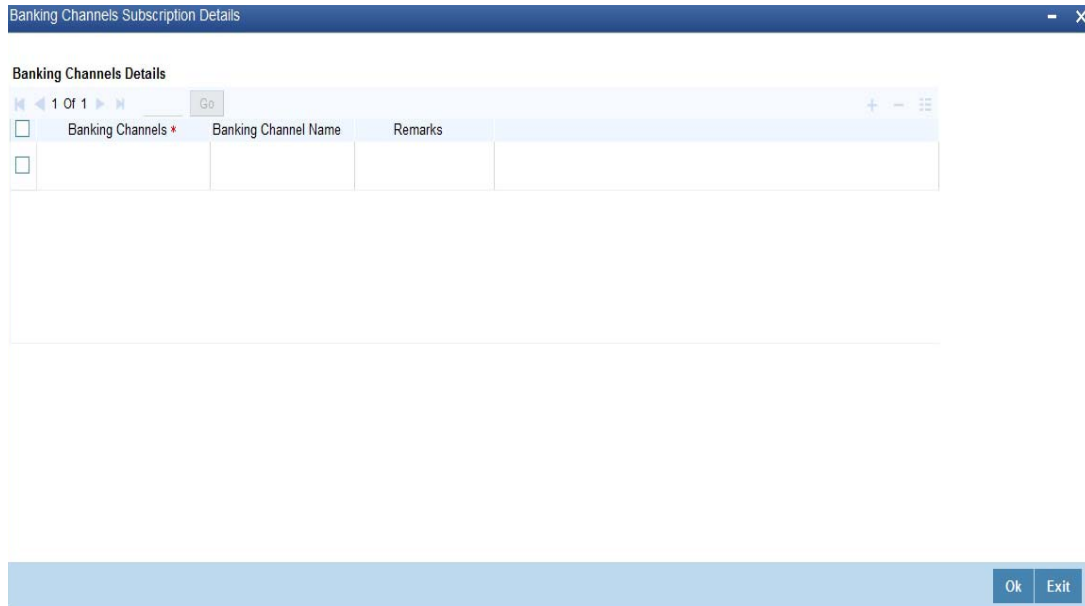 Banking Channels Subscription Details
Banking Channels Details
1 Of 1 Go
Banking Channels * Banking Channel Name Remarks
Ok Exit